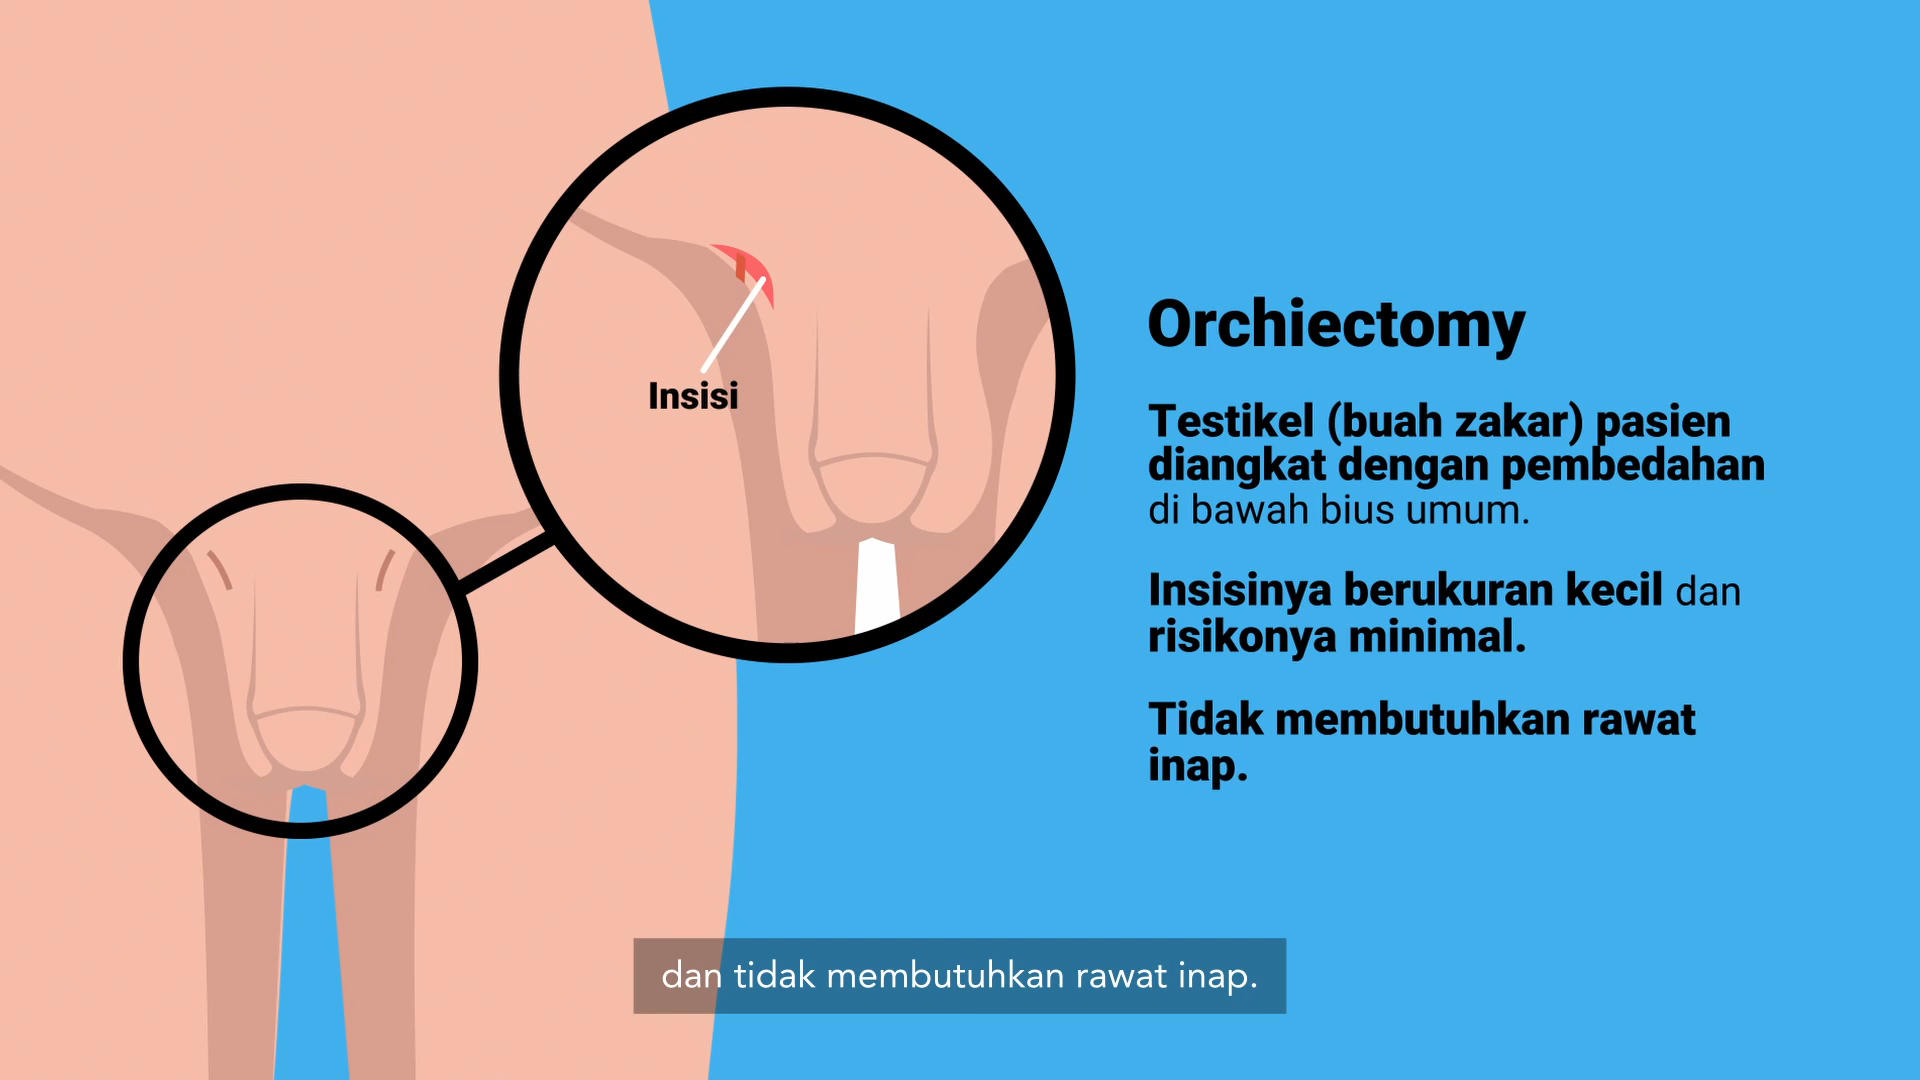 Insisi
Orchiectomy
Testikel (buah zakar) pasien
diangkat dengan pembedahan
di bawah bius umum.
Insisinya berukuran kecil dan
risikonya minimal.
Tidak membutuhkan rawat
inap.
dan tidak membutuhkan rawat inap.